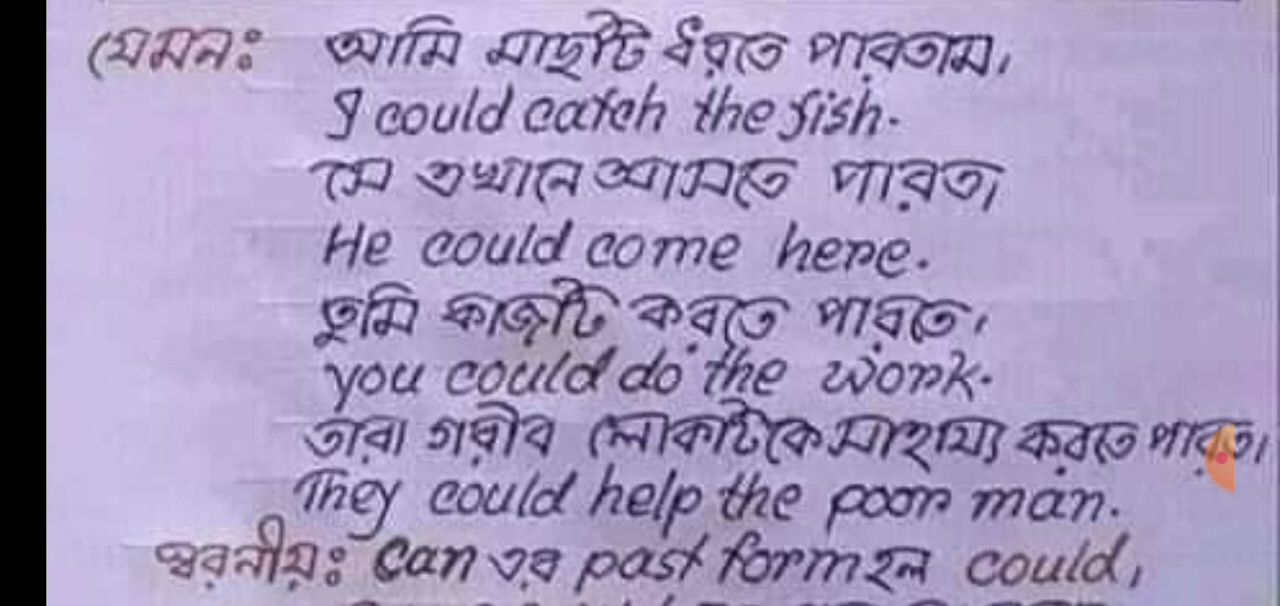 যেমনঃ আমি মাছটি ধরতে পারতাম।
I could catch the fish.
সে এখানে আসতে পারত।
He could come here.
তুমি কাজটি করতে পারতে।
you could do the work.
তারা গরীব লোকটিকে সাহায্য করতে পারত।
They could help the poor man.
স্বরনীয়ঃ Can এর past form হল could,